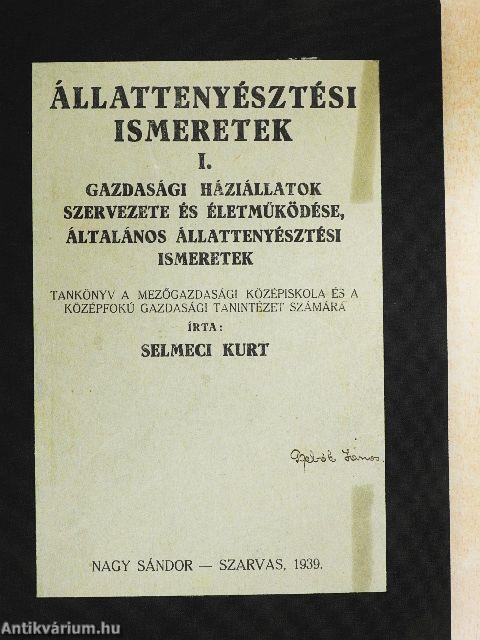 ÁLLATTENYÉSZTÉSI
ISMERETEK
I.
GAZDASÁGI HÁZIÁLLATOK
SZERVEZETE ÉS ÉLETMŰKÖDÉSE,
ÁLTALÁNOS ÁLLATTENYÉSZTÉSI
ISMERETEK
TANKÖNYV A MEZŐGAZDASÁGI KÖZÉPISKOLA ÉS A
KÖZÉPFOKÚ GAZDASÁGI TANINTÉZET SZÁMÁRA
ÍRTA:
SELMECI KURT
János.
NAGY SÁNDOR — SZARVAS, 1939.
Antikvárium.hu